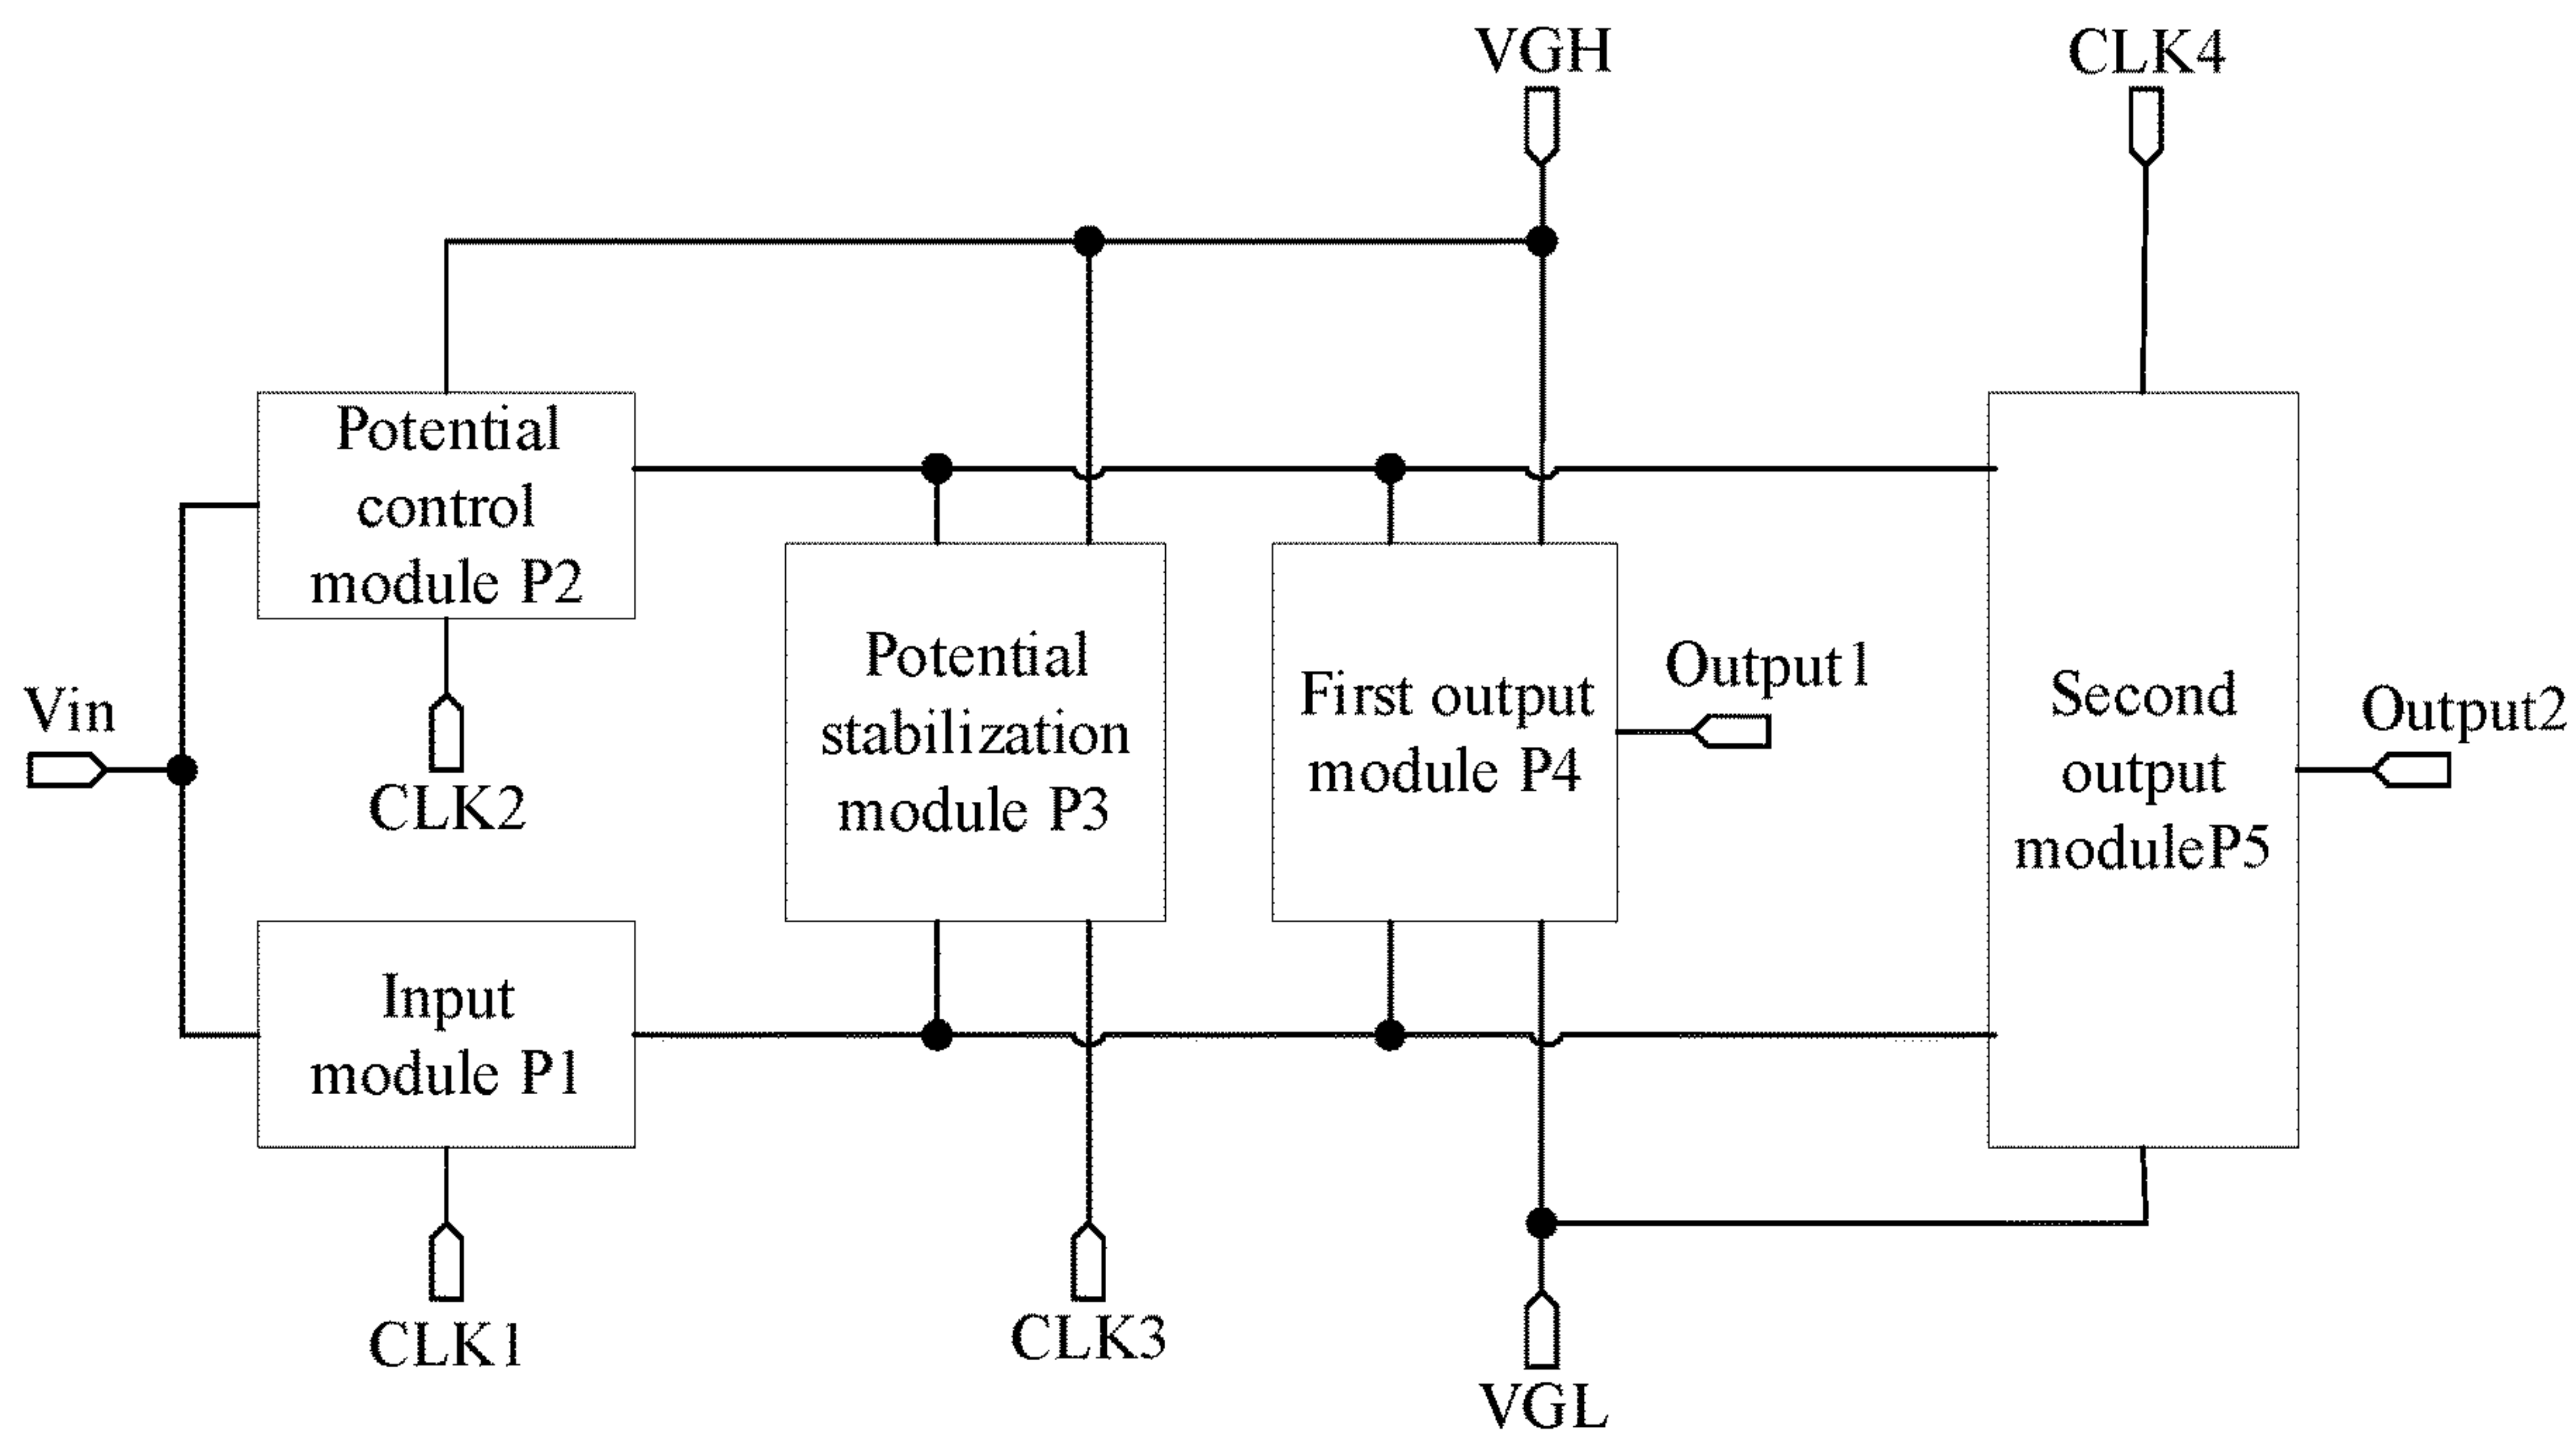 VGH
CLK4
Potential
control
module P2
Vin
CLK2
Potential
stabilization
module P3
First output
module P4
Output1
Second
output
moduleP5
Output2
Input
module P1
CLK1
CLK3
VGL